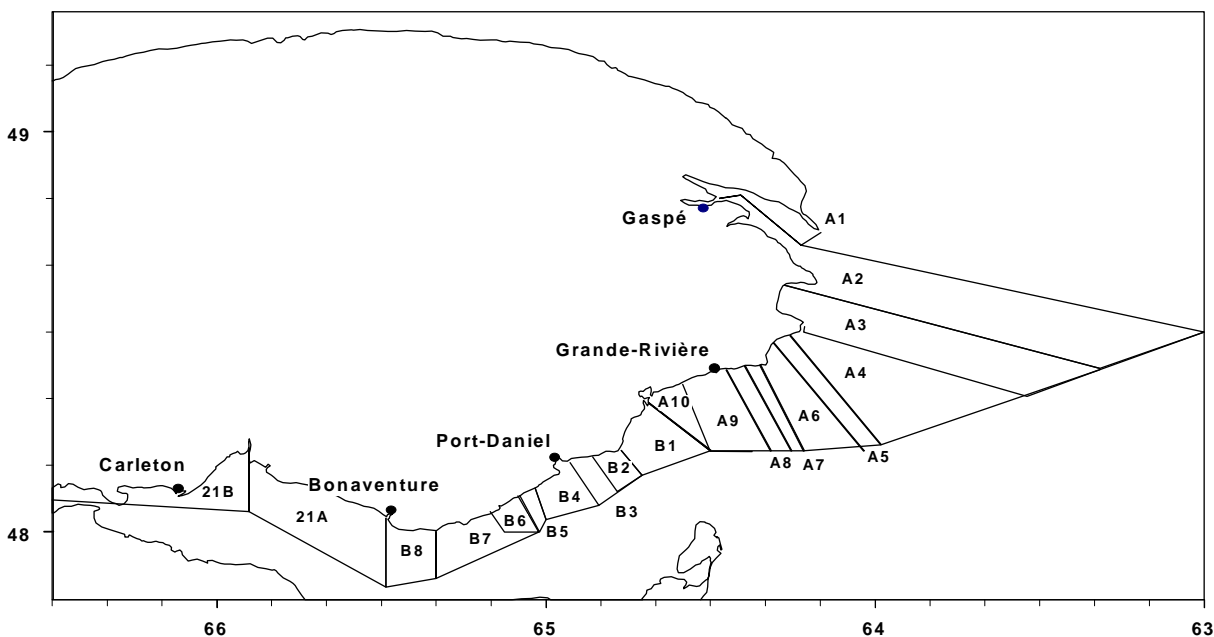 49
A1
Gaspé
A2
A3
Grande-Rivière
A4
A10
A9
A6
Port-Daniel
B1
A8
A7
A5
Carleton
B2
Bonaventure
21B
B4
B3
21A
B6
B5
48
B7
B8
66
65
64
63